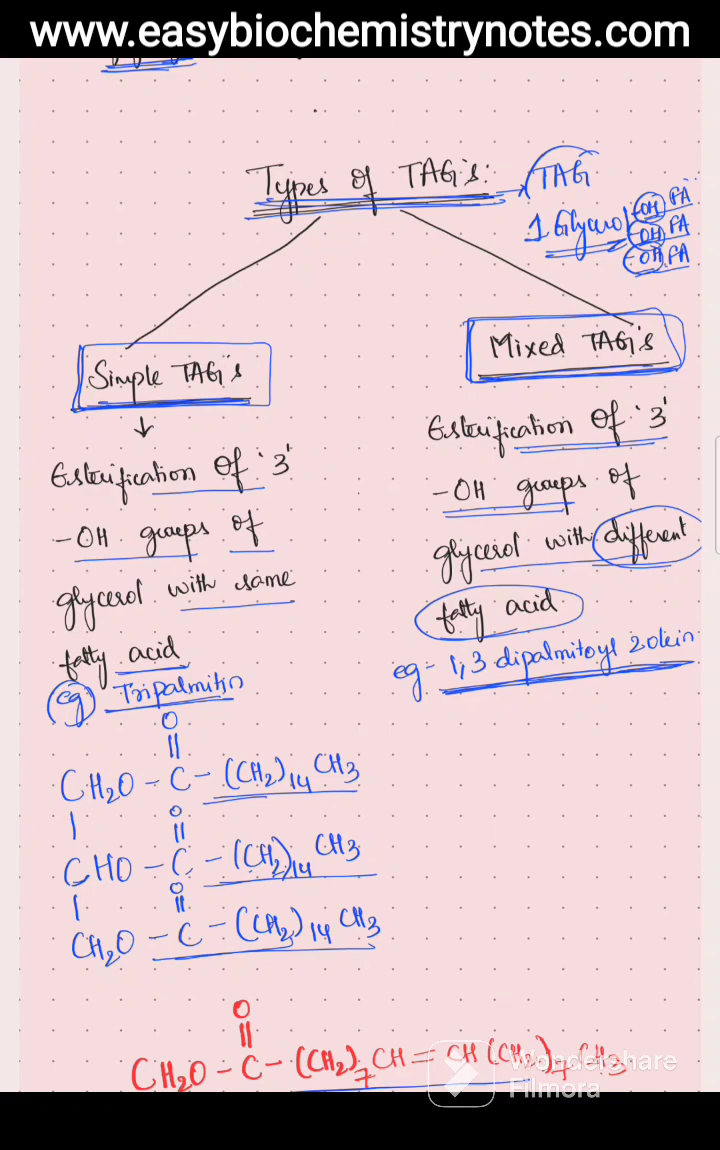 www.easybiochemistrynotes.com
Types of TAG's:
TAG
1 Glycerol
-OH FA
-OH FA
-OH FA
Simple TAG's
↓
Esterification of '3'
-OH groups of
glycerol with same
fatty acid
eg Tripalmitin
O
||
CH2O - C - (CH2)14 CH3
|
O
||
CHO - C - (CH2)14 CH3
|
O
||
CH2O - C - (CH2)14 CH3
Mixed TAG's
Esterification of '3'
-OH groups of
glycerol with different
fatty acid
eg - 1,3 dipalmitoyl 2 olein
O
||
CH2O - C - (CH2)7 CH = CH (CH2)7 CH3
Wondershare
Filmora